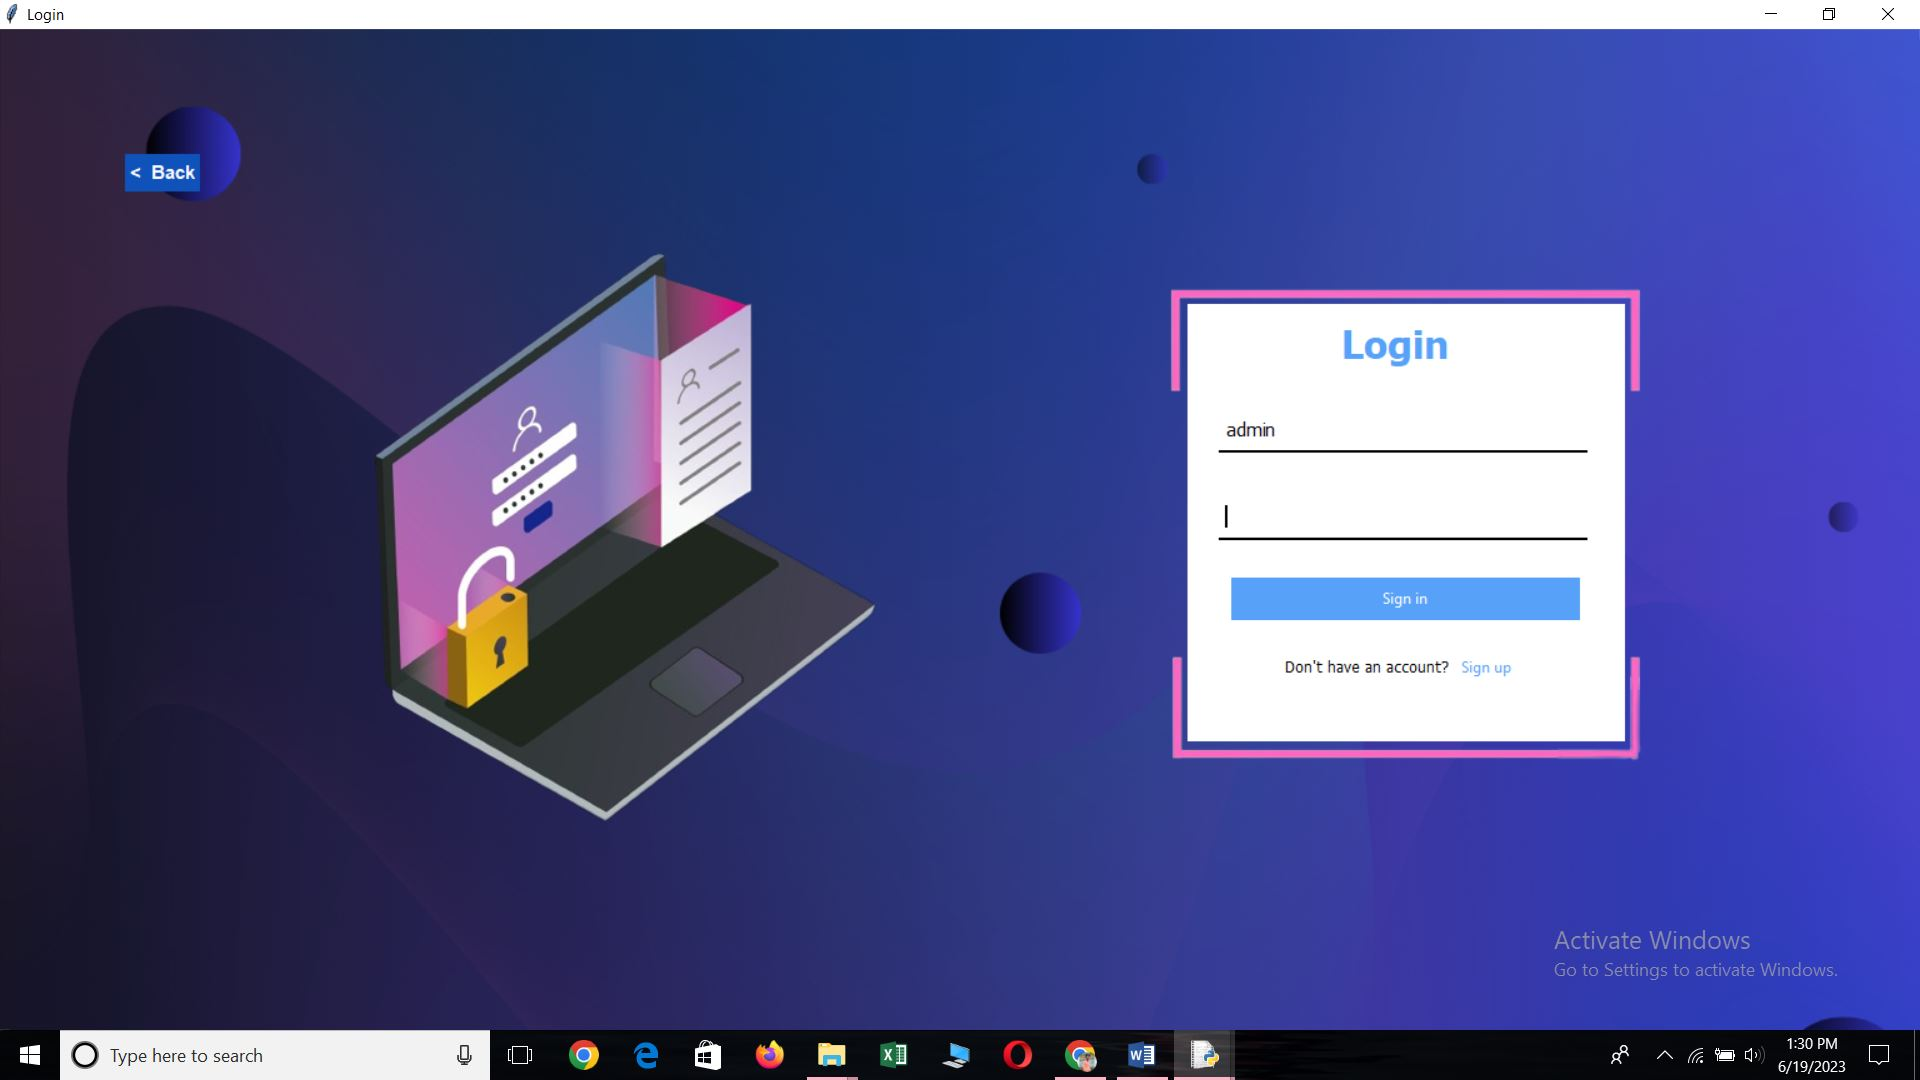 Login
< Back
Login
admin
Sign in
Don't have an account? Sign up
Activate Windows
Go to Settings to activate Windows.
Type here to search
1:30 PM
6/19/2023